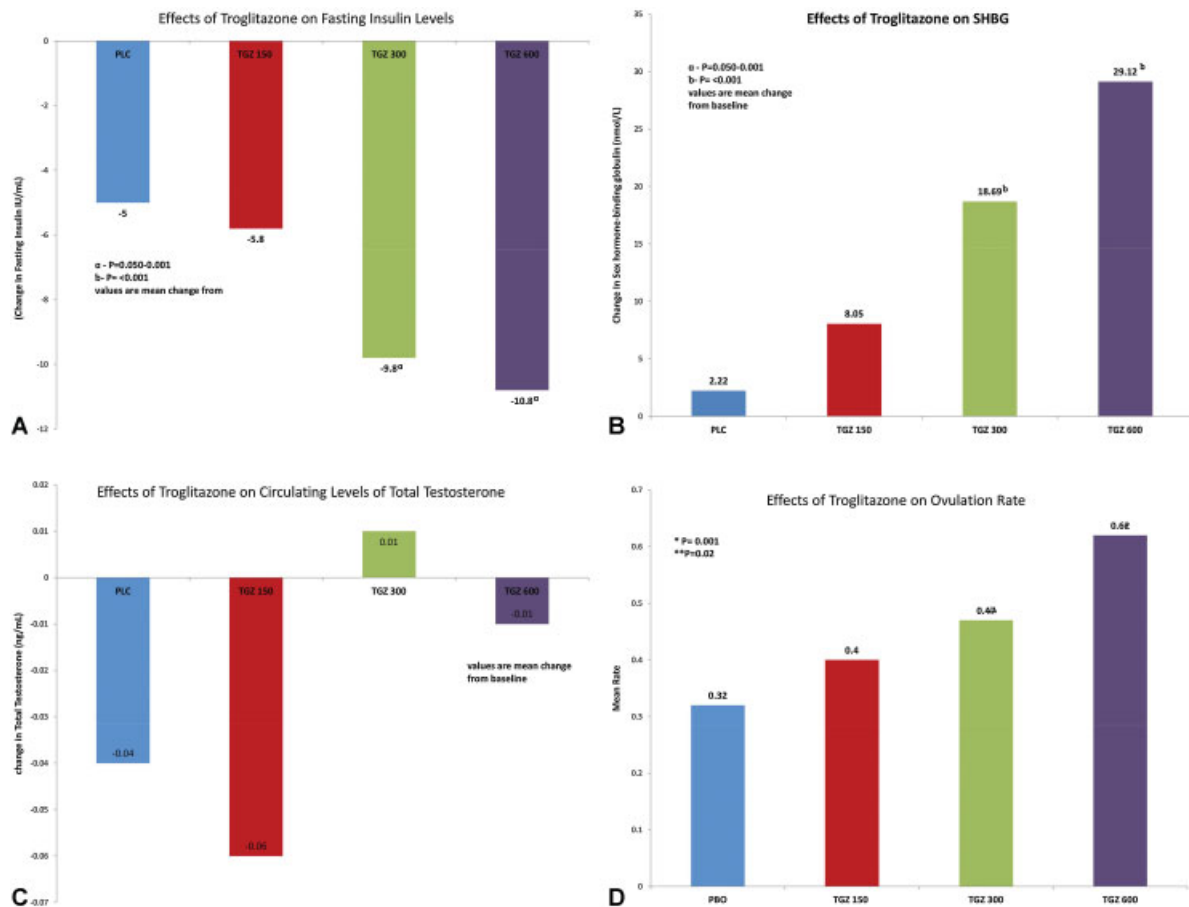 Effects of Troglitazone on Fasting Insulin Levels
0
-2
-4
-6
-8
-10
-12
(Change in Fasting Insulin IU/mL)
PLC
TGZ 150
TGZ 300
TGZ 600
-5
-5.8
-9.8ᵅ
-10.8ᵅ
α - P=0.050-0.001
b- P= <0.001
values are mean change from
A
Effects of Troglitazone on SHBG
35
30
25
20
15
10
5
0
Change in Sex hormone-binding globulin (nmol/L)
α - P=0.050-0.001
b- P= <0.001
values are mean change
from baseline
2.22
8.05
18.69ᵇ
29.12 ᵇ
PLC
TGZ 150
TGZ 300
TGZ 600
B
Effects of Troglitazone on Circulating Levels of Total Testosterone
0.02
0.01
0
-0.01
-0.02
-0.03
-0.04
-0.05
-0.06
-0.07
change in Total Testosterone (ng/mL)
PLC
TGZ 150
TGZ 300
TGZ 600
-0.04
-0.06
0.01
-0.01
values are mean change
from baseline
C
Effects of Troglitazone on Ovulation Rate
0.7
0.6
0.5
0.4
0.3
0.2
0.1
0
Mean Rate
* P= 0.001
**P=0.02
0.32
0.4
PBO
TGZ 150
TGZ 300
TGZ 600
D